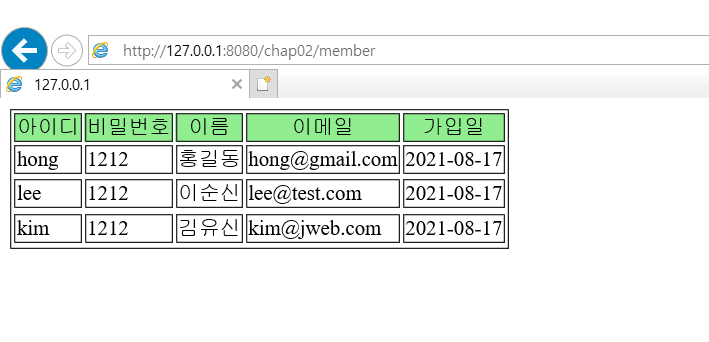 http://127.0.0.1:8080/chap02/member
127.0.0.1
아이디 비밀번호 이름 이메일 가입일
hong 1212 홍길동 hong@gmail.com 2021-08-17
lee 1212 이순신 lee@test.com 2021-08-17
kim 1212 김유신 kim@jweb.com 2021-08-17